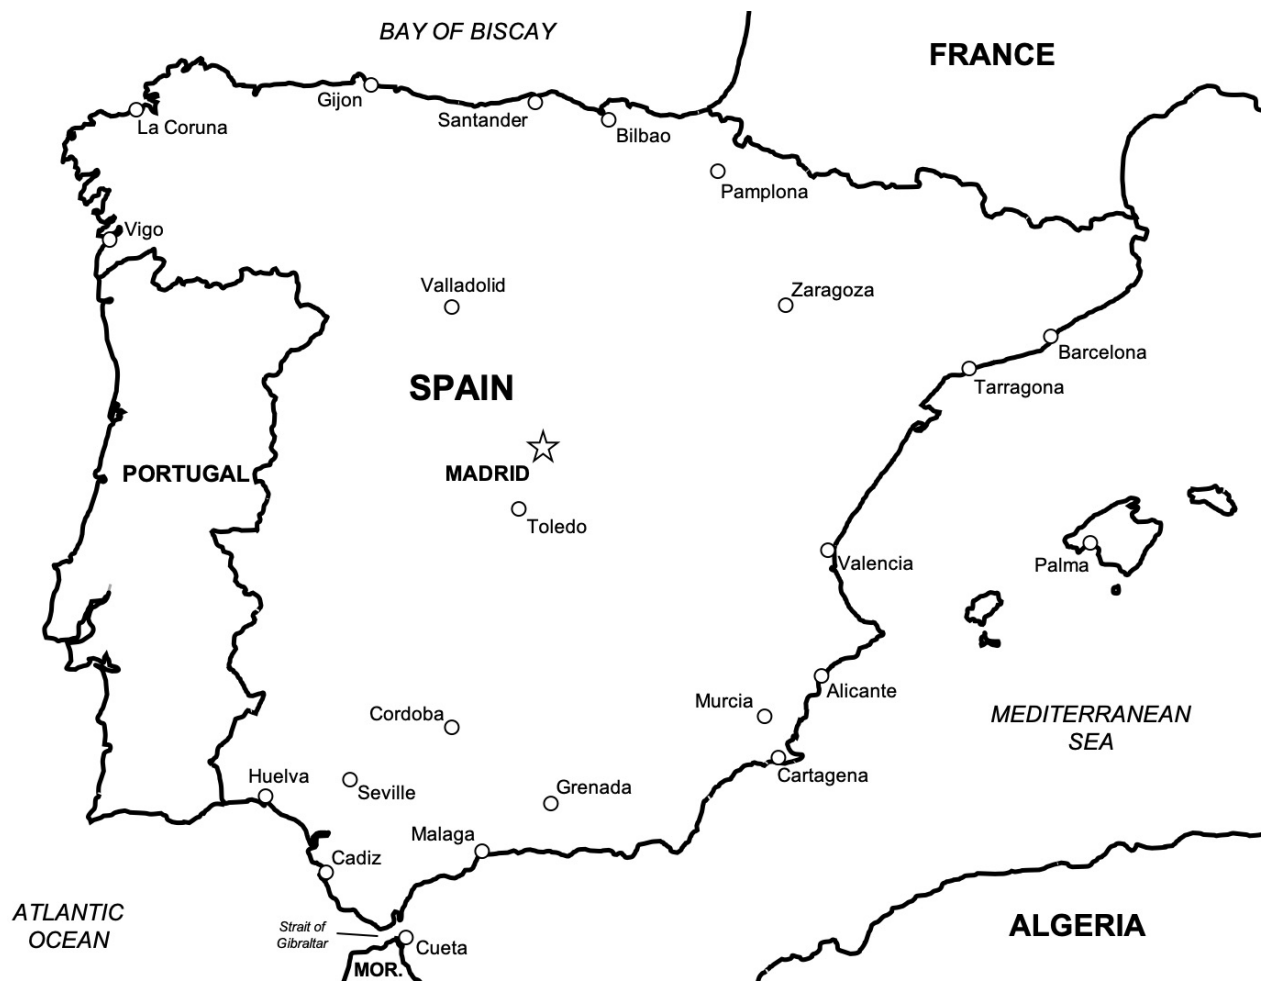 BAY OF BISCAY
FRANCE
Gijon
Santander
La Coruna
Bilbao
Pamplona
Vigo
Valladolid
Zaragoza
Barcelona
SPAIN
Tarragona
PORTUGAL
MADRID
Toledo
Valencia
Palma
Murcia
Alicante
Cordoba
MEDITERRANEAN
SEA
Huelva
Seville
Grenada
Cartagena
Malaga
Cadiz
ATLANTIC
OCEAN
Strait of
Gibraltar
Cueta
ALGERIA
MOR.